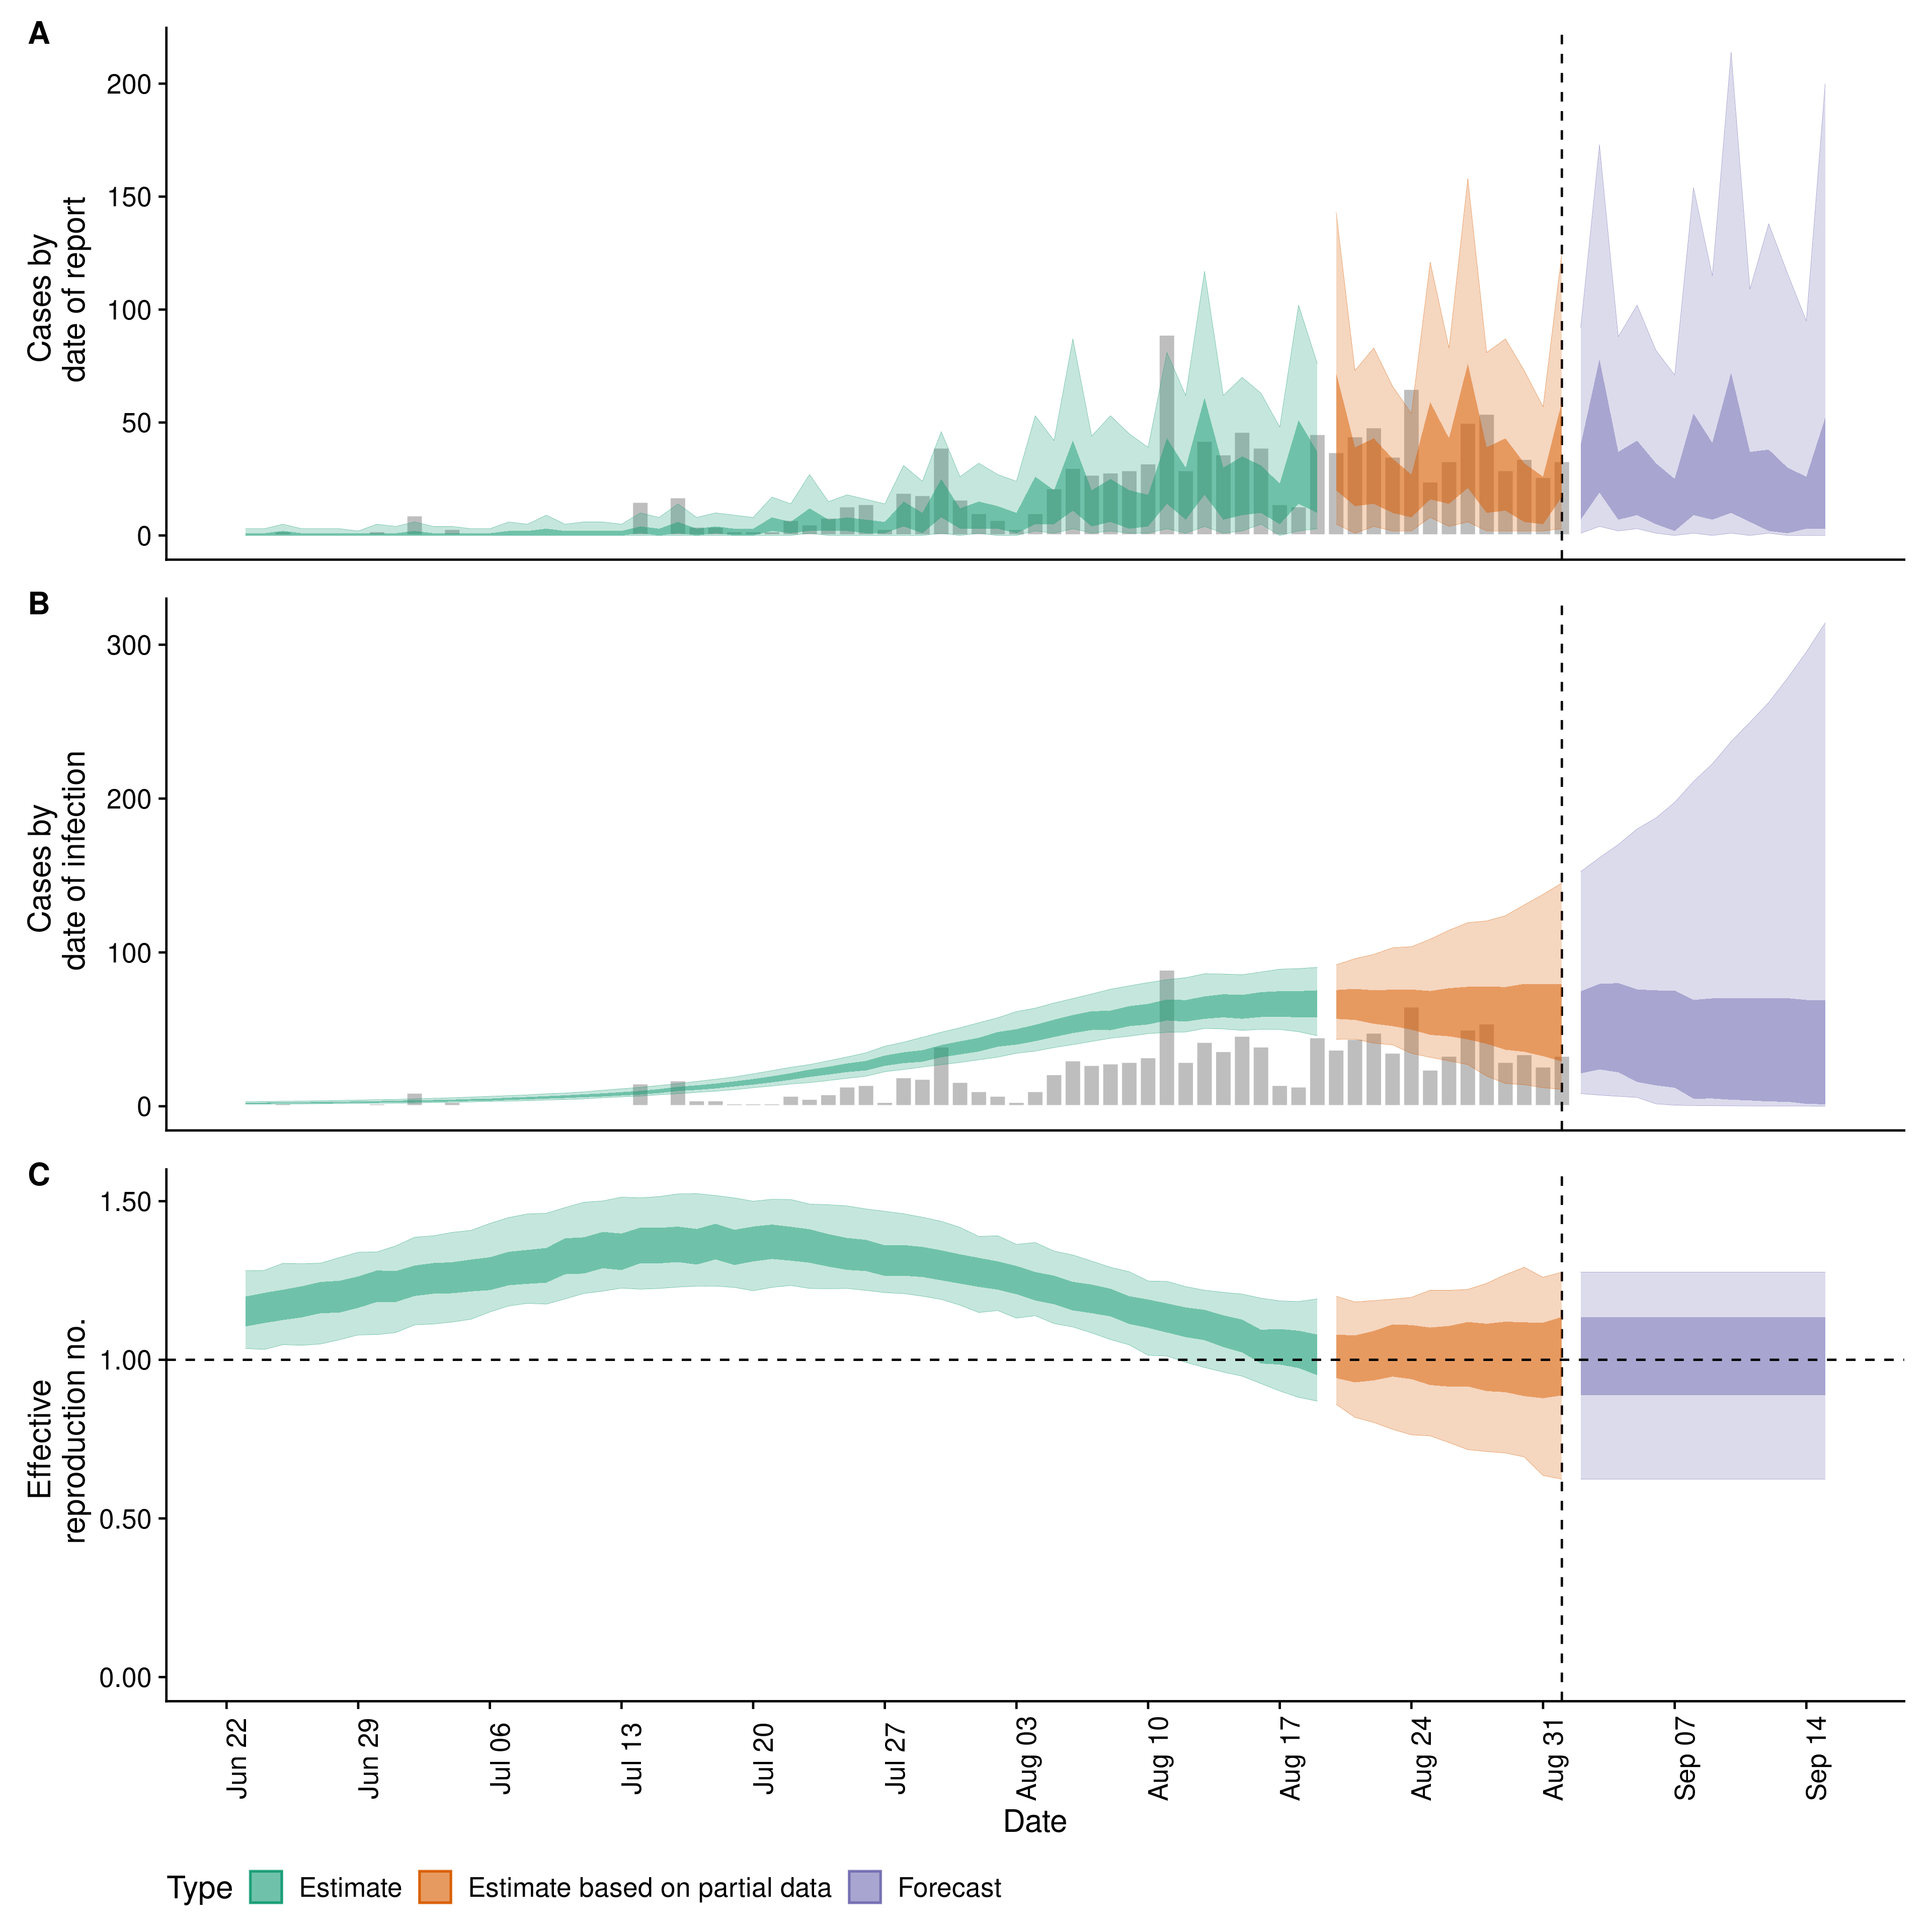 A
200
150
100
50
0
Cases by
date of report
B
300
200
100
0
Cases by
date of infection
C
1.50
1.00
0.50
0.00
Effective
reproduction no.
Jun 22
Jun 29
Jul 06
Jul 13
Jul 20
Jul 27
Aug 03
Aug 10
Aug 17
Aug 24
Aug 31
Sep 07
Sep 14
Date
Type Estimate Estimate based on partial data Forecast